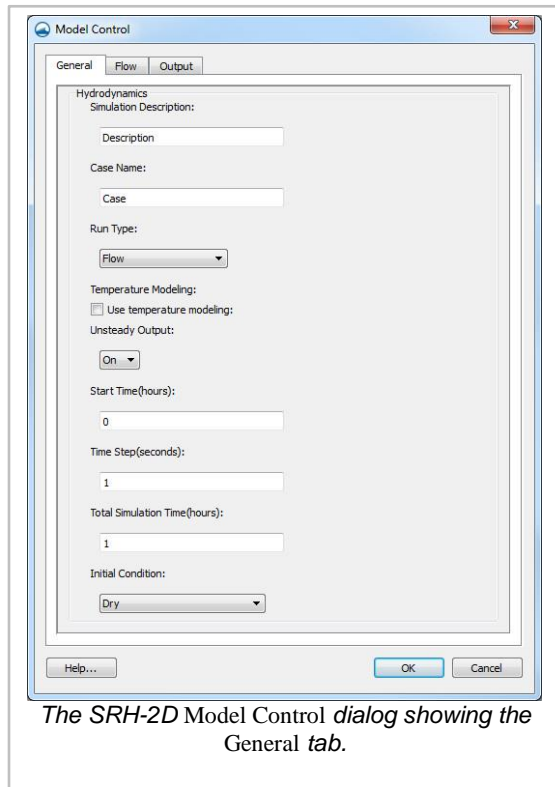 Model Control
General Flow Output
Hydrodynamics
Simulation Description:
Description
Case Name:
Case
Run Type:
Flow
Temperature Modeling:
Use temperature modeling:
Unsteady Output:
On
Start Time(hours):
0
Time Step(seconds):
1
Total Simulation Time(hours):
1
Initial Condition:
Dry
Help... OK Cancel
The SRH-2D Model Control dialog showing the
General tab.